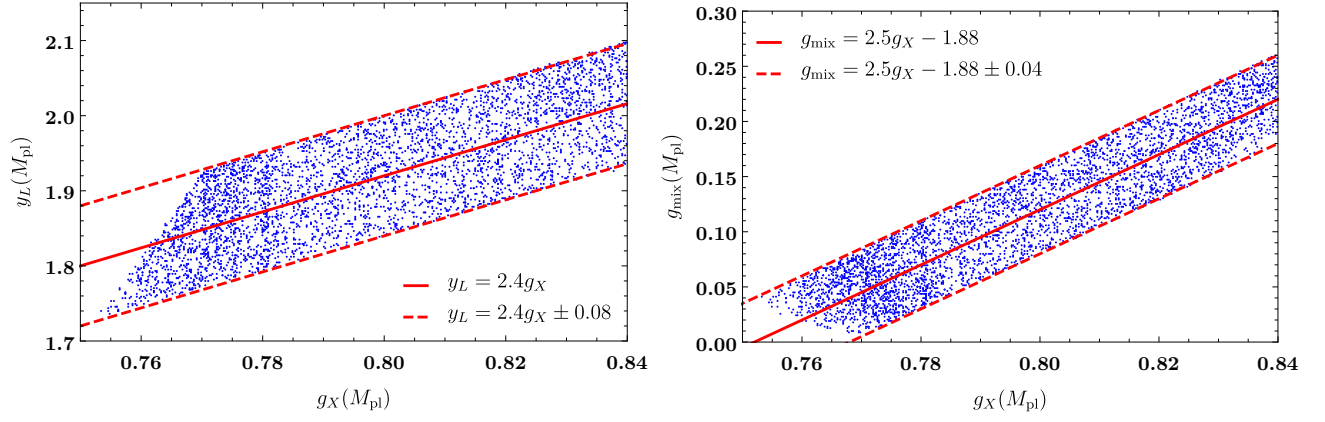 2.1
2.0
1.9
1.8
1.7
y_L(M_pl)
0.76 0.78 0.80 0.82 0.84
g_X(M_pl)
y_L = 2.4g_X
y_L = 2.4g_X ± 0.08
0.30
0.25
0.20
0.15
0.10
0.05
0.00
g_mix(M_pl)
0.76 0.78 0.80 0.82 0.84
g_X(M_pl)
g_mix = 2.5g_X − 1.88
g_mix = 2.5g_X − 1.88 ± 0.04